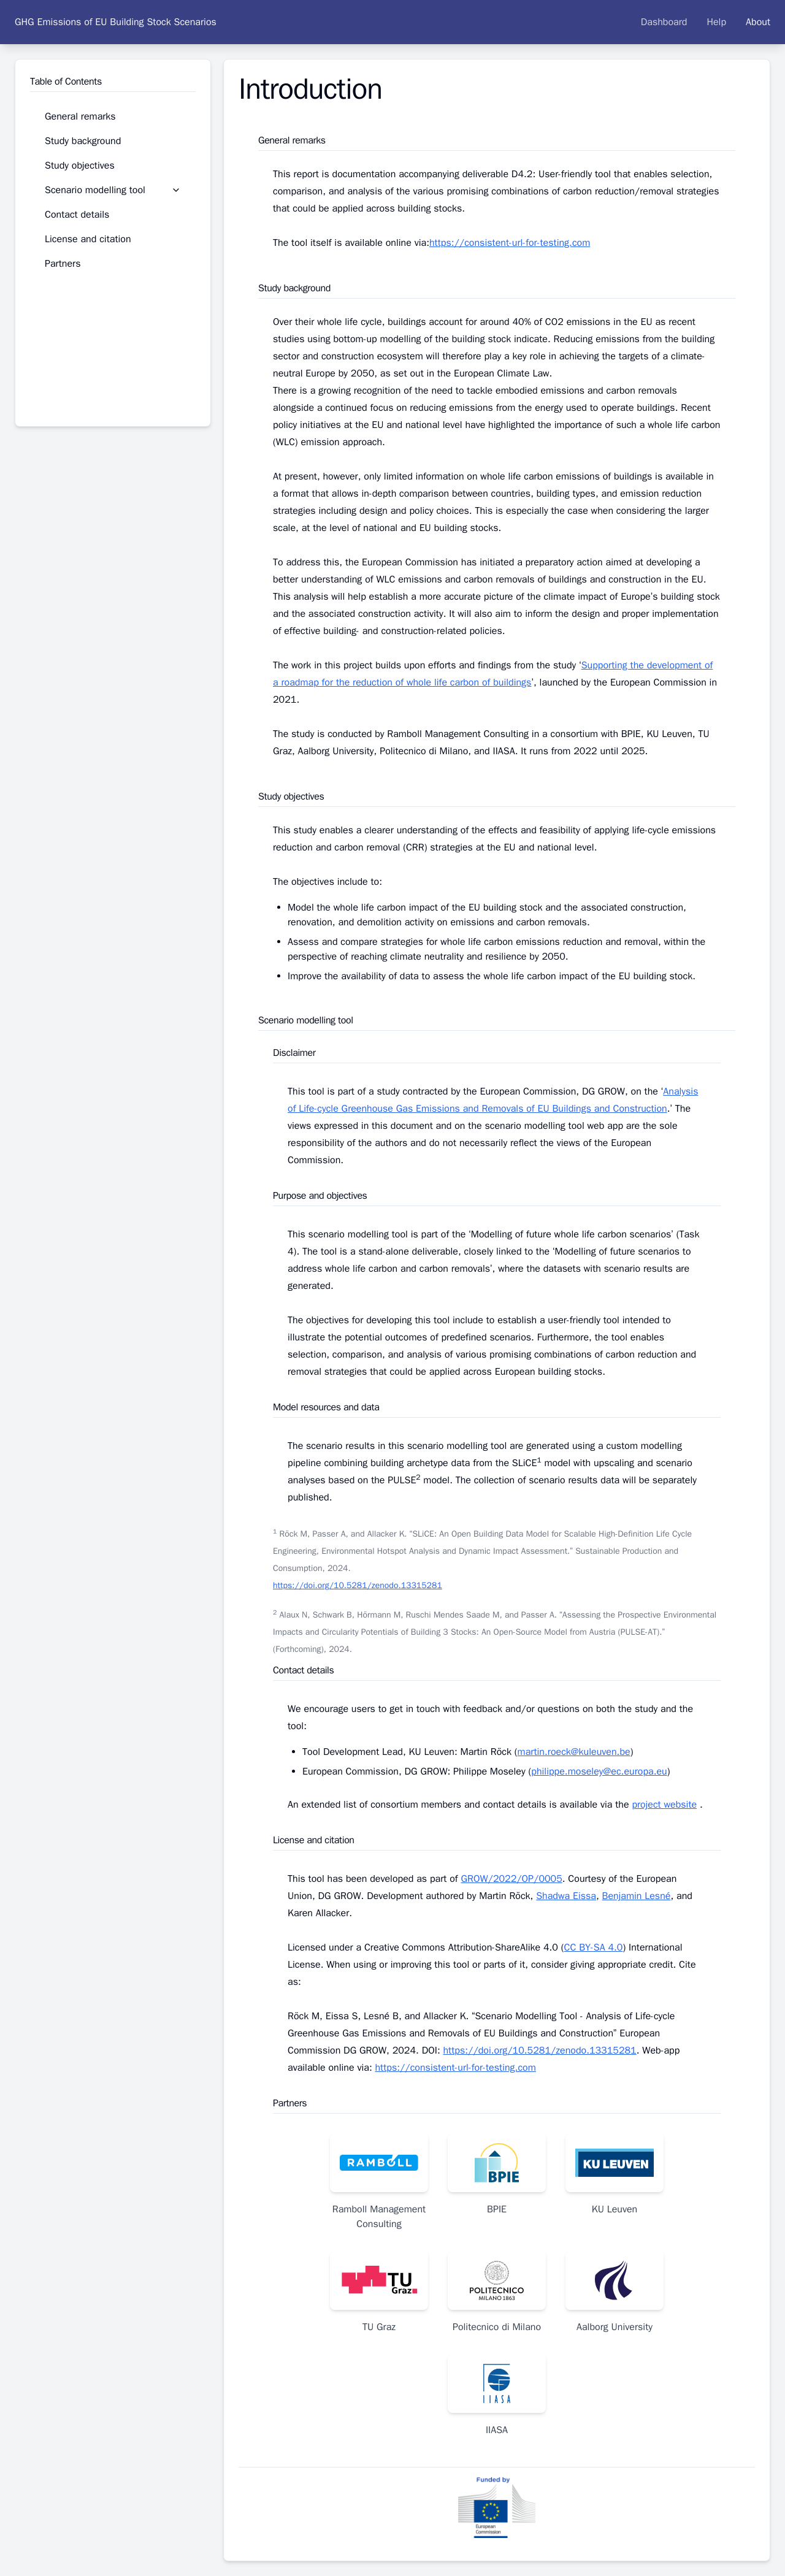 GHG Emissions of EU Building Stock Scenarios
Dashboard
Help
About
Table of Contents
General remarks
Study background
Study objectives
Scenario modelling tool
Contact details
License and citation
Partners
Introduction
General remarks
This report is documentation accompanying deliverable D4.2: User-friendly tool that enables selection,
comparison, and analysis of the various promising combinations of carbon reduction/removal strategies
that could be applied across building stocks.
The tool itself is available online via:https://consistent-url-for-testing.com
Study background
Over their whole life cycle, buildings account for around 40% of CO2 emissions in the EU as recent
studies using bottom-up modelling of the building stock indicate. Reducing emissions from the building
sector and construction ecosystem will therefore play a key role in achieving the targets of a climate-
neutral Europe by 2050, as set out in the European Climate Law.
There is a growing recognition of the need to tackle embodied emissions and carbon removals
alongside a continued focus on reducing emissions from the energy used to operate buildings. Recent
policy initiatives at the EU and national level have highlighted the importance of such a whole life carbon
(WLC) emission approach.
At present, however, only limited information on whole life carbon emissions of buildings is available in
a format that allows in-depth comparison between countries, building types, and emission reduction
strategies including design and policy choices. This is especially the case when considering the larger
scale, at the level of national and EU building stocks.
To address this, the European Commission has initiated a preparatory action aimed at developing a
better understanding of WLC emissions and carbon removals of buildings and construction in the EU.
This analysis will help establish a more accurate picture of the climate impact of Europe's building stock
and the associated construction activity. It will also aim to inform the design and proper implementation
of effective building- and construction-related policies.
The work in this project builds upon efforts and findings from the study 'Supporting the development of
a roadmap for the reduction of whole life carbon of buildings', launched by the European Commission in
2021.
The study is conducted by Ramboll Management Consulting in a consortium with BPIE, KU Leuven, TU
Graz, Aalborg University, Politecnico di Milano, and IIASA. It runs from 2022 until 2025.
Study objectives
This study enables a clearer understanding of the effects and feasibility of applying life-cycle emissions
reduction and carbon removal (CRR) strategies at the EU and national level.
The objectives include to:
• Model the whole life carbon impact of the EU building stock and the associated construction,
renovation, and demolition activity on emissions and carbon removals.
• Assess and compare strategies for whole life carbon emissions reduction and removal, within the
perspective of reaching climate neutrality and resilience by 2050.
• Improve the availability of data to assess the whole life carbon impact of the EU building stock.
Scenario modelling tool
Disclaimer
This tool is part of a study contracted by the European Commission, DG GROW, on the 'Analysis
of Life-cycle Greenhouse Gas Emissions and Removals of EU Buildings and Construction.' The
views expressed in this document and on the scenario modelling tool web app are the sole
responsibility of the authors and do not necessarily reflect the views of the European
Commission.
Purpose and objectives
This scenario modelling tool is part of the 'Modelling of future whole life carbon scenarios' (Task
4). The tool is a stand-alone deliverable, closely linked to the 'Modelling of future scenarios to
address whole life carbon and carbon removals', where the datasets with scenario results are
generated.
The objectives for developing this tool include to establish a user-friendly tool intended to
illustrate the potential outcomes of predefined scenarios. Furthermore, the tool enables
selection, comparison, and analysis of various promising combinations of carbon reduction and
removal strategies that could be applied across European building stocks.
Model resources and data
The scenario results in this scenario modelling tool are generated using a custom modelling
pipeline combining building archetype data from the SLiCE1 model with upscaling and scenario
analyses based on the PULSE2 model. The collection of scenario results data will be separately
published.
1 Röck M, Passer A, and Allacker K. "SLiCE: An Open Building Data Model for Scalable High-Definition Life Cycle
Engineering, Environmental Hotspot Analysis and Dynamic Impact Assessment." Sustainable Production and
Consumption, 2024.
https://doi.org/10.5281/zenodo.13315281
2 Alaux N, Schwark B, Hörmann M, Ruschi Mendes Saade M, and Passer A. "Assessing the Prospective Environmental
Impacts and Circularity Potentials of Building 3 Stocks: An Open-Source Model from Austria (PULSE-AT)."
(Forthcoming), 2024.
Contact details
We encourage users to get in touch with feedback and/or questions on both the study and the
tool:
• Tool Development Lead, KU Leuven: Martin Röck (martin.roeck@kuleuven.be)
• European Commission, DG GROW: Philippe Moseley (philippe.moseley@ec.europa.eu)
An extended list of consortium members and contact details is available via the project website .
License and citation
This tool has been developed as part of GROW/2022/OP/0005. Courtesy of the European
Union, DG GROW. Development authored by Martin Röck, Shadwa Eissa, Benjamin Lesné, and
Karen Allacker.
Licensed under a Creative Commons Attribution-ShareAlike 4.0 (CC BY-SA 4.0) International
License. When using or improving this tool or parts of it, consider giving appropriate credit. Cite
as:
Röck M, Eissa S, Lesné B, and Allacker K. "Scenario Modelling Tool - Analysis of Life-cycle
Greenhouse Gas Emissions and Removals of EU Buildings and Construction" European
Commission DG GROW, 2024. DOI: https://doi.org/10.5281/zenodo.13315281. Web-app
available online via: https://consistent-url-for-testing.com
Partners
RAMBOLL
BPIE
KU LEUVEN
Ramboll Management
Consulting
BPIE
KU Leuven
TU
Graz
POLITECNICO
MILANO 1863
TU Graz
Politecnico di Milano
Aalborg University
IIASA
IIASA
Funded by
European
Commission